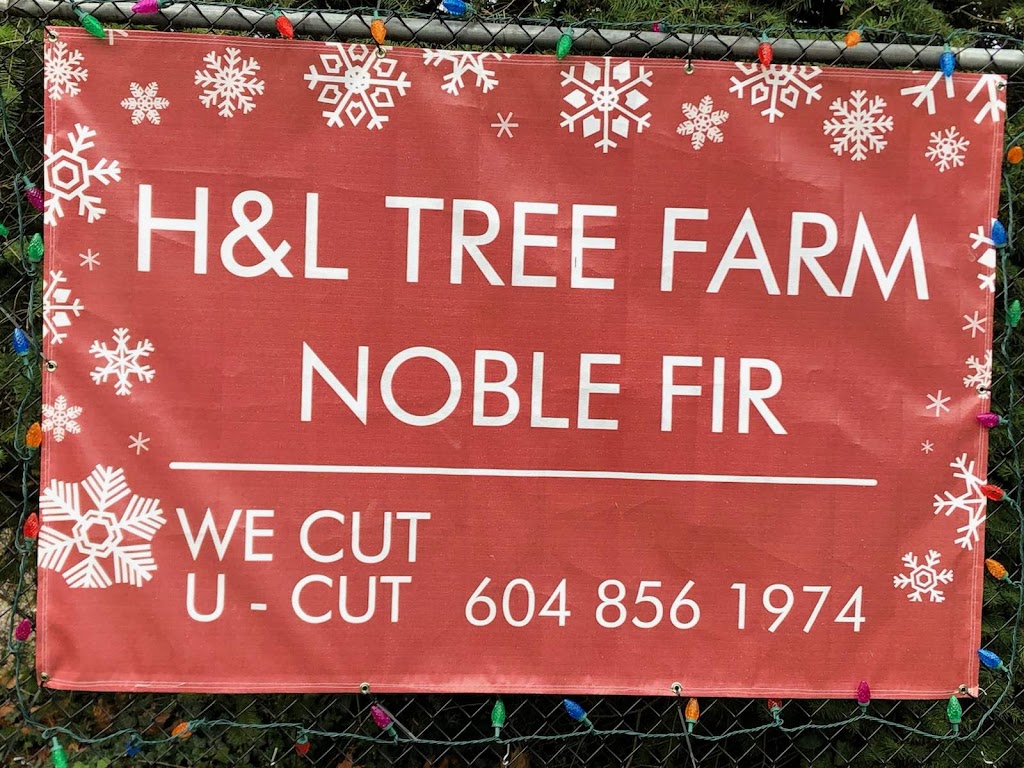 H&L TREE FARM
NOBLE FIR
WE CUT
U - CUT 604 856 1974